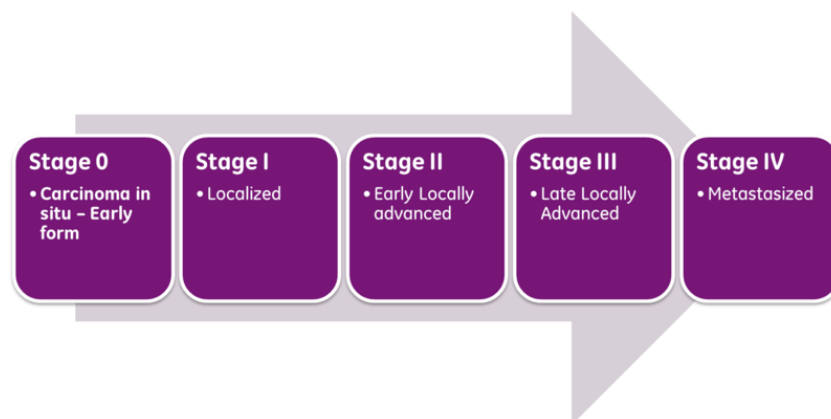 Stage 0
• Carcinoma in
situ – Early
form
Stage I
• Localized
Stage II
• Early Locally
advanced
Stage III
• Late Locally
Advanced
Stage IV
• Metastasized